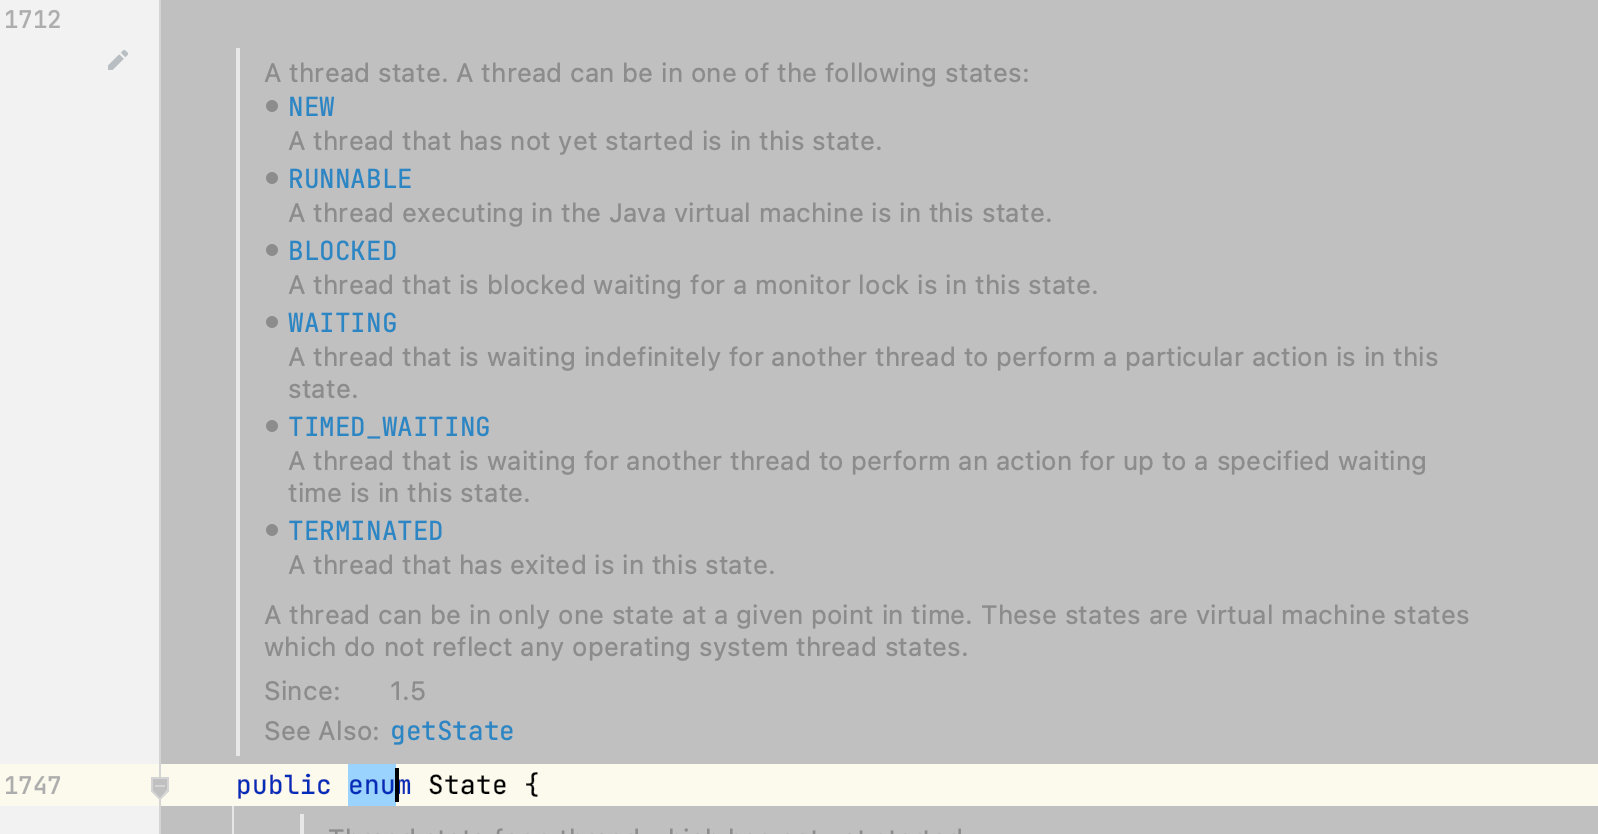 1712
A thread state. A thread can be in one of the following states:
NEW
A thread that has not yet started is in this state.
RUNNABLE
A thread executing in the Java virtual machine is in this state.
BLOCKED
A thread that is blocked waiting for a monitor lock is in this state.
WAITING
A thread that is waiting indefinitely for another thread to perform a particular action is in this
state.
TIMED_WAITING
A thread that is waiting for another thread to perform an action for up to a specified waiting
time is in this state.
TERMINATED
A thread that has exited is in this state.
A thread can be in only one state at a given point in time. These states are virtual machine states
which do not reflect any operating system thread states.
Since: 1.5
See Also: getState
1747 public enum State {